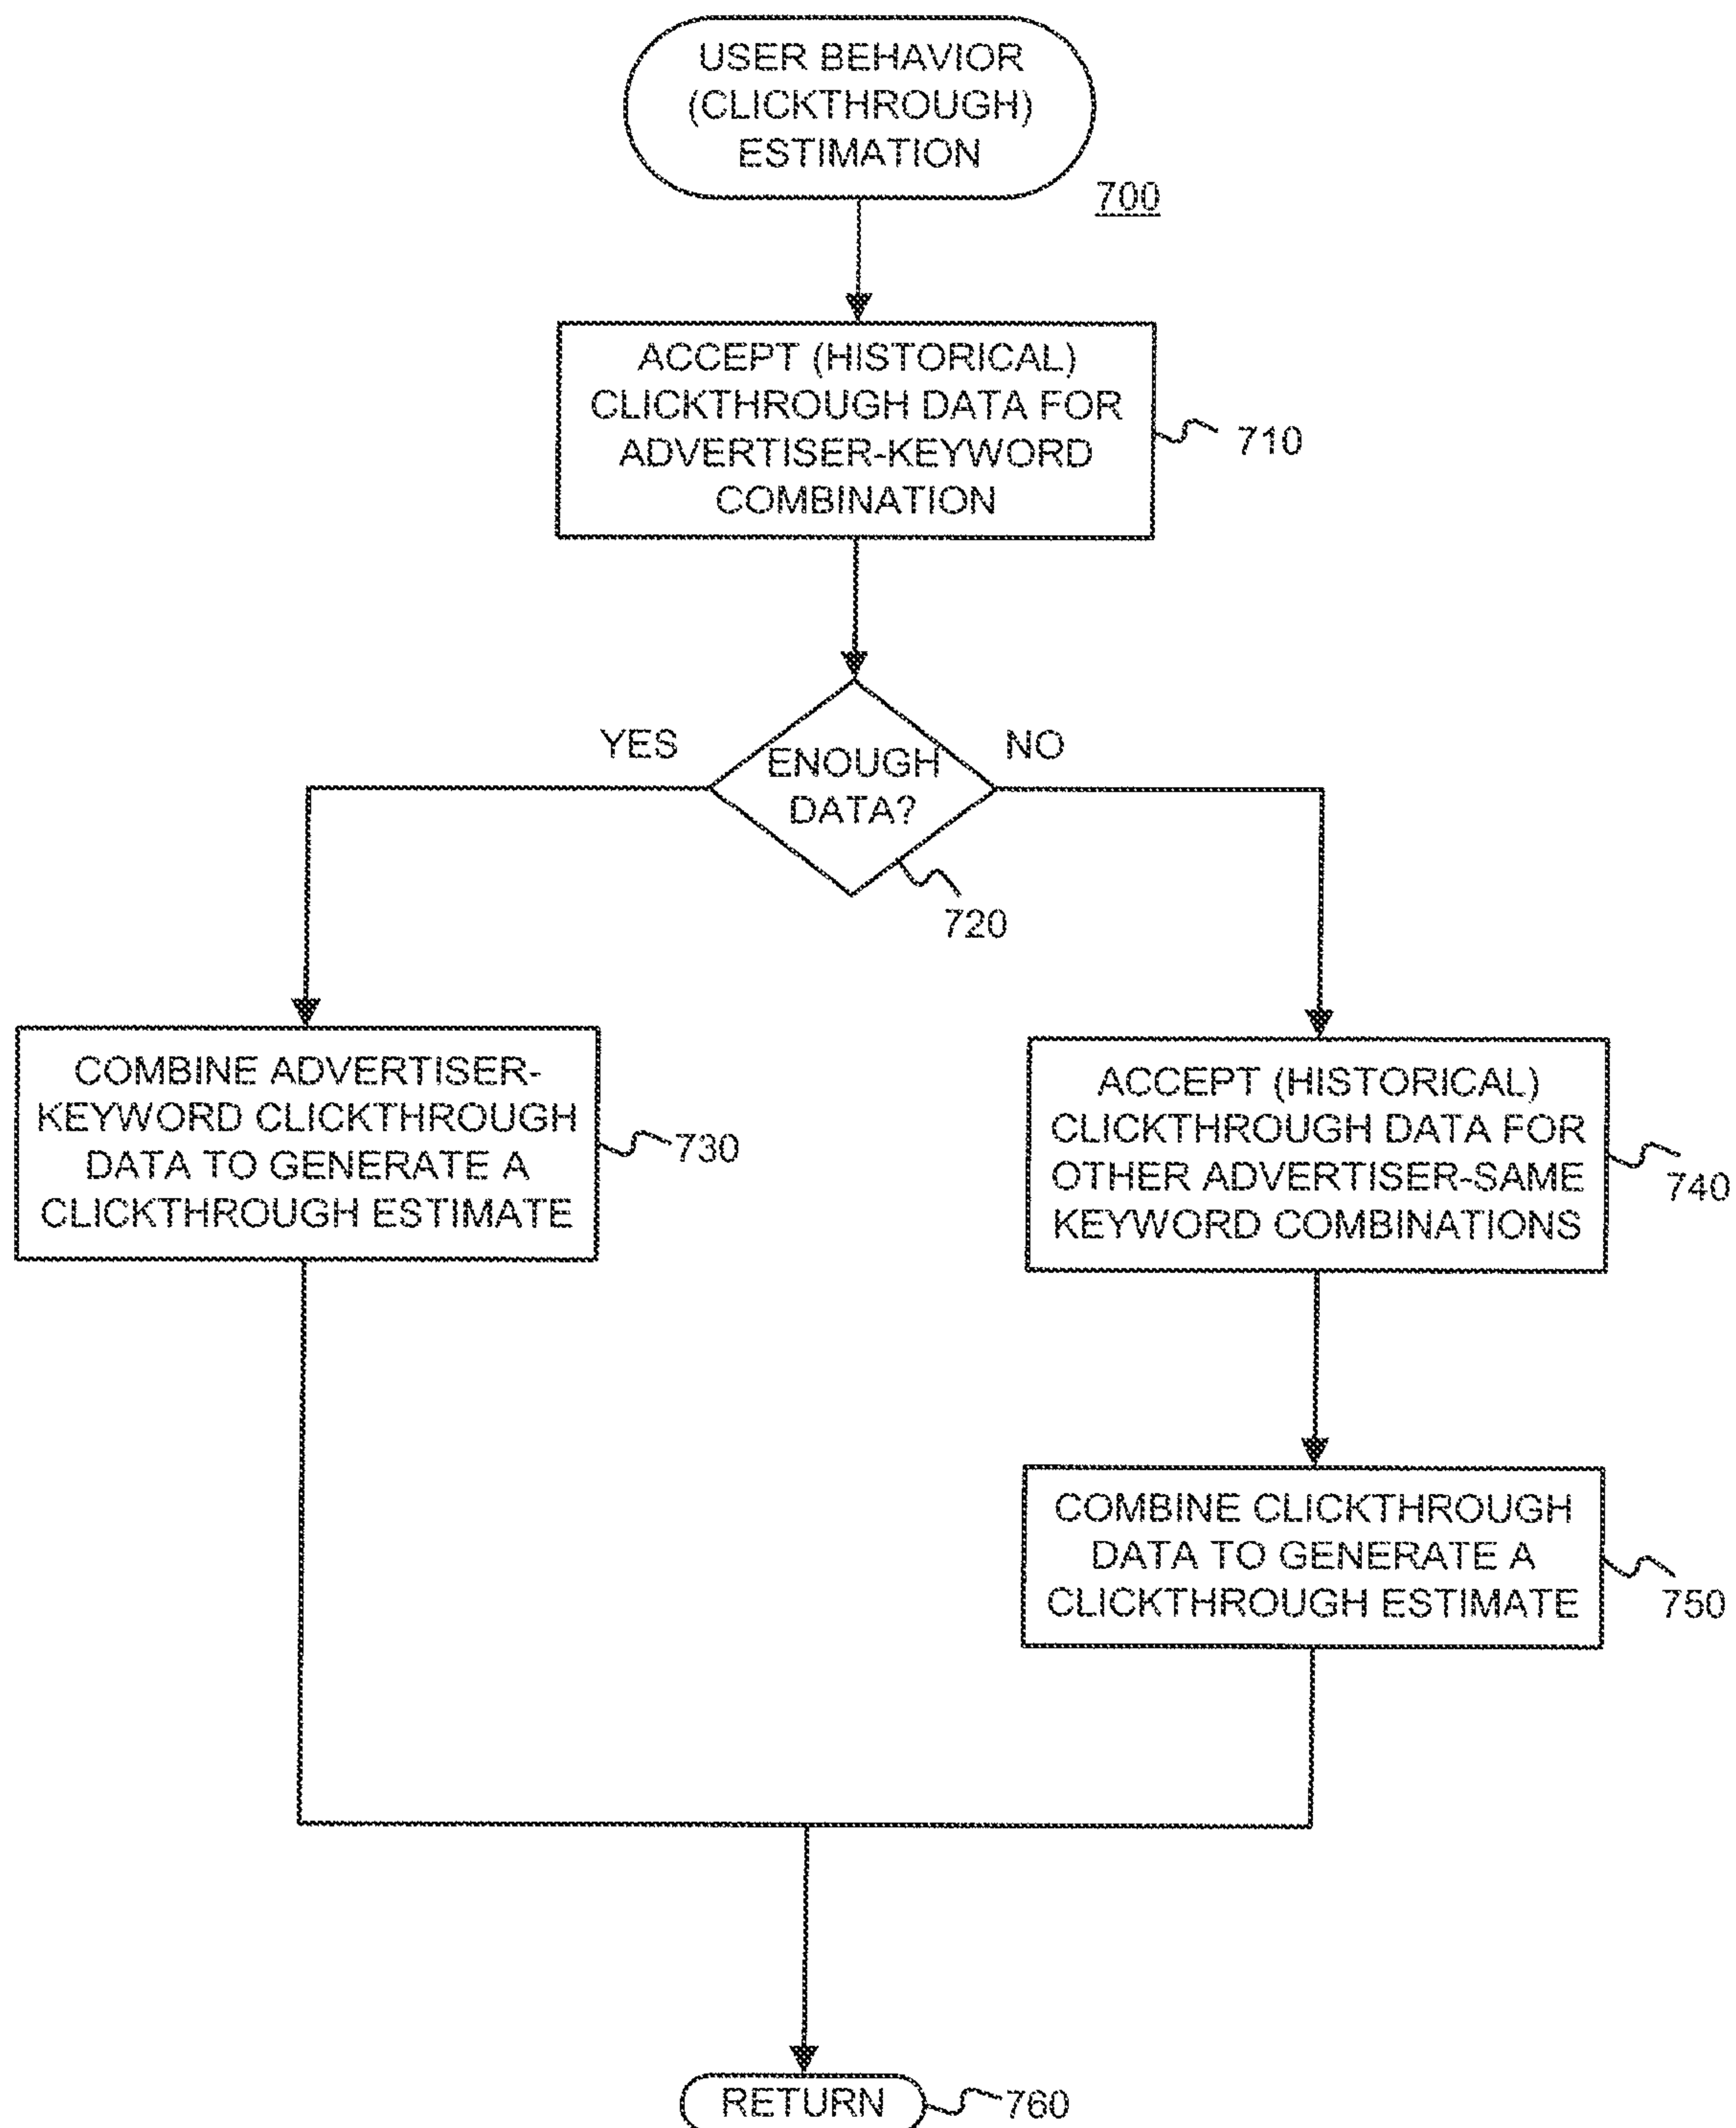 USER BEHAVIOR
(CLICKTHROUGH)
ESTIMATION
700
ACCEPT (HISTORICAL)
CLICKTHROUGH DATA FOR
ADVERTISER-KEYWORD
COMBINATION
710
YES
NO
ENOUGH
DATA?
720
COMBINE ADVERTISER-
KEYWORD CLICKTHROUGH
DATA TO GENERATE A
CLICKTHROUGH ESTIMATE
730
ACCEPT (HISTORICAL)
CLICKTHROUGH DATA FOR
OTHER ADVERTISER-SAME
KEYWORD COMBINATIONS
740
COMBINE CLICKTHROUGH
DATA TO GENERATE A
CLICKTHROUGH ESTIMATE
750
RETURN
760